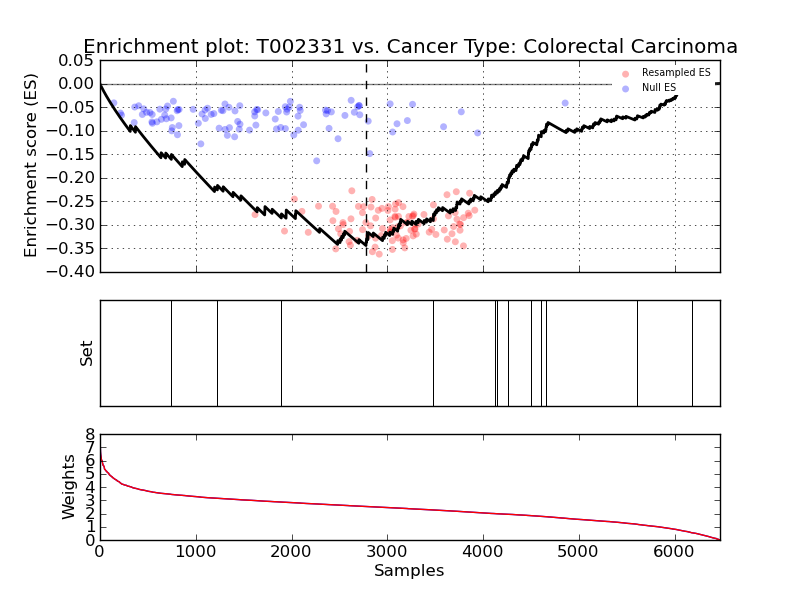 Enrichment plot: T002331 vs. Cancer Type: Colorectal Carcinoma
Enrichment score (ES)
0.05
0.00
−0.05
−0.10
−0.15
−0.20
−0.25
−0.30
−0.35
−0.40
Resampled ES
Null ES
Set
Weights
8
7
6
5
4
3
2
1
0
0 1000 2000 3000 4000 5000 6000
Samples